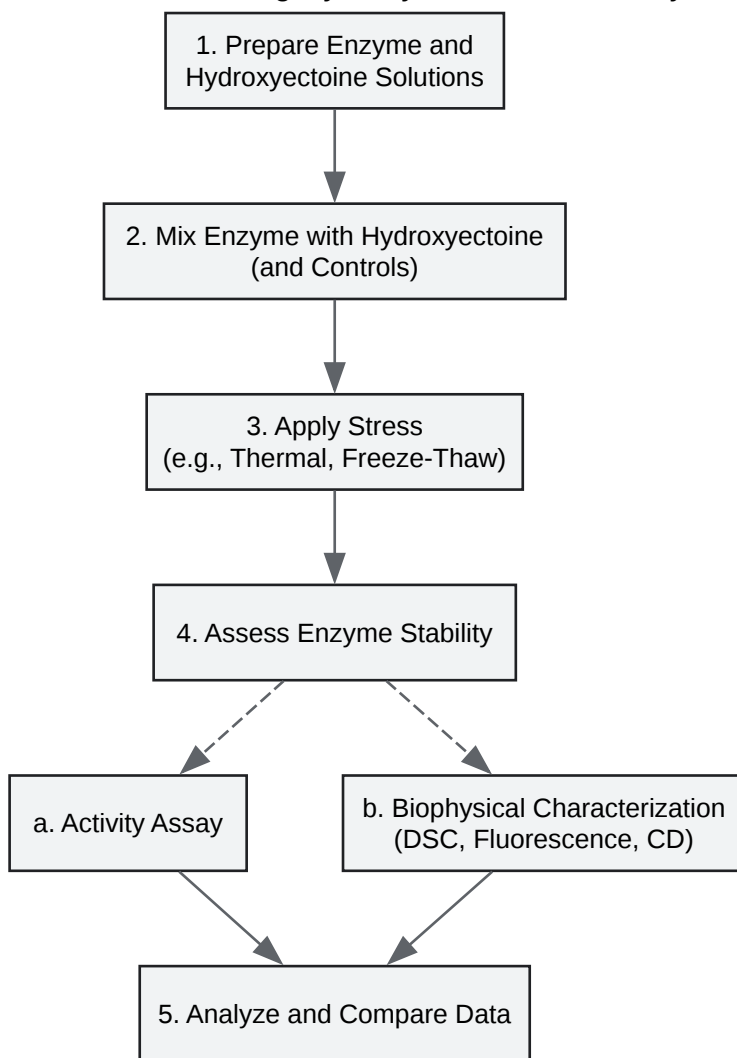 1. Prepare Enzyme and
Hydroxyectoine Solutions
2. Mix Enzyme with Hydroxyectoine
(and Controls)
3. Apply Stress
(e.g., Thermal, Freeze-Thaw)
4. Assess Enzyme Stability
a. Activity Assay
b. Biophysical Characterization
(DSC, Fluorescence, CD)
5. Analyze and Compare Data